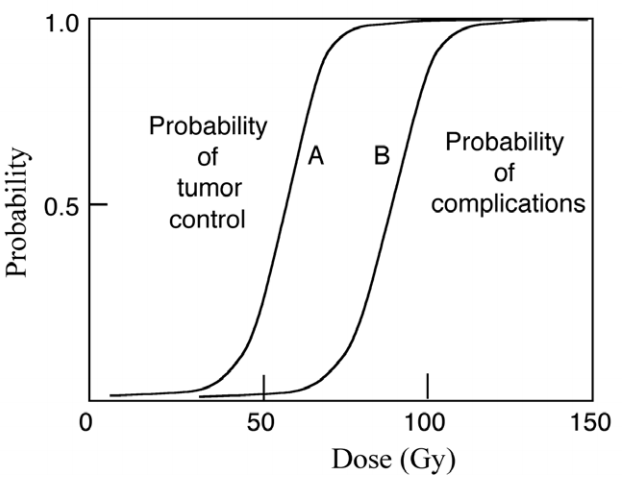 1.0
Probability
of
tumor
control
A
B
Probability
of
complications
0.5
Probability
0
50
100
150
Dose (Gy)